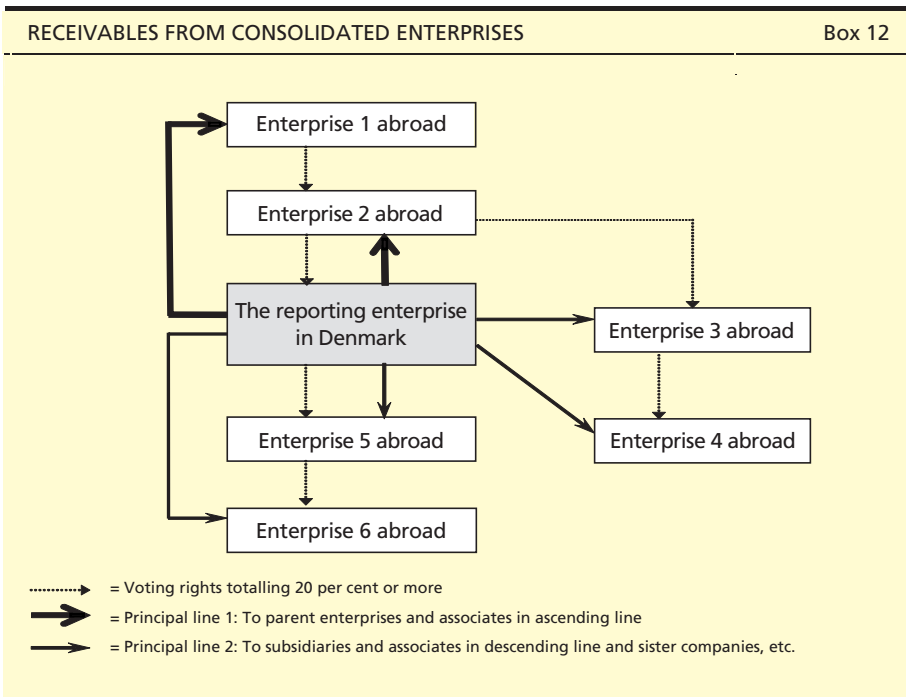 RECEIVABLES FROM CONSOLIDATED ENTERPRISES Box 12
Enterprise 1 abroad
Enterprise 2 abroad
The reporting enterprise
in Denmark
Enterprise 3 abroad
Enterprise 5 abroad
Enterprise 4 abroad
Enterprise 6 abroad
= Voting rights totalling 20 per cent or more
= Principal line 1: To parent enterprises and associates in ascending line
= Principal line 2: To subsidiaries and associates in descending line and sister companies, etc.